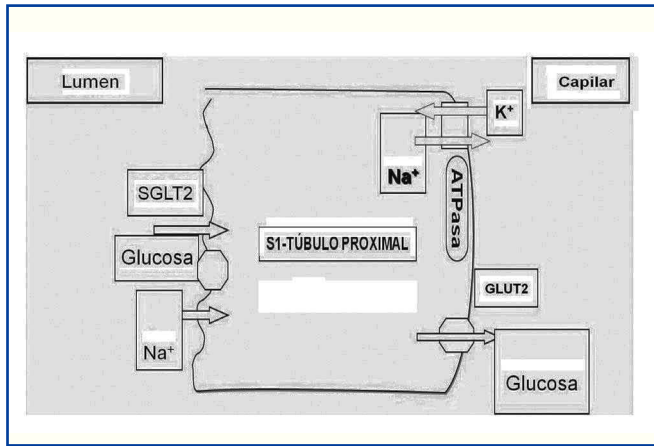 Lumen
Capilar
K⁺
Na⁺
ATPasa
SGLT2
S1-TÚBULO PROXIMAL
Glucosa
GLUT2
Na⁺
Glucosa